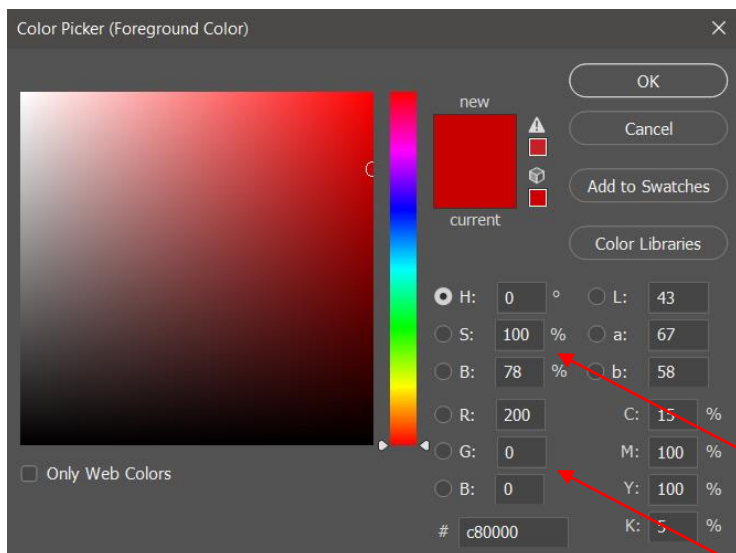 Color Picker (Foreground Color)
OK
new
Cancel
Add to Swatches
current
Color Libraries
H: 0 ° L: 43
S: 100 % a: 67
B: 78 % b: 58
R: 200 C: 15 %
G: 0 M: 100 %
Only Web Colors
B: 0 Y: 100 %
# c80000 K: 5 %